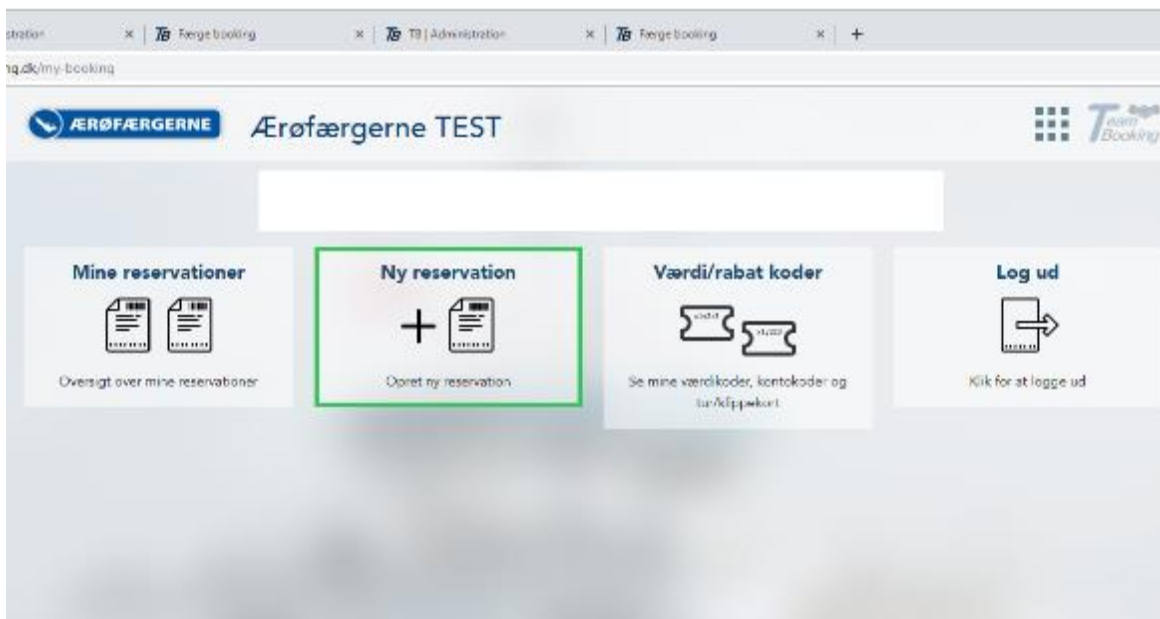 stration
Færge booking
TB | Administration
Færge booking
ng.dk/my-booking
ÆRØFÆRGERNE
Ærøfærgerne TEST
Team
Booking
Mine reservationer
Ny reservation
Værdi/rabat koder
Log ud
Oversigt over mine reservationer
Opret ny reservation
Se mine værdikoder, kontokoder og
tur/klippekort
Klik for at logge ud